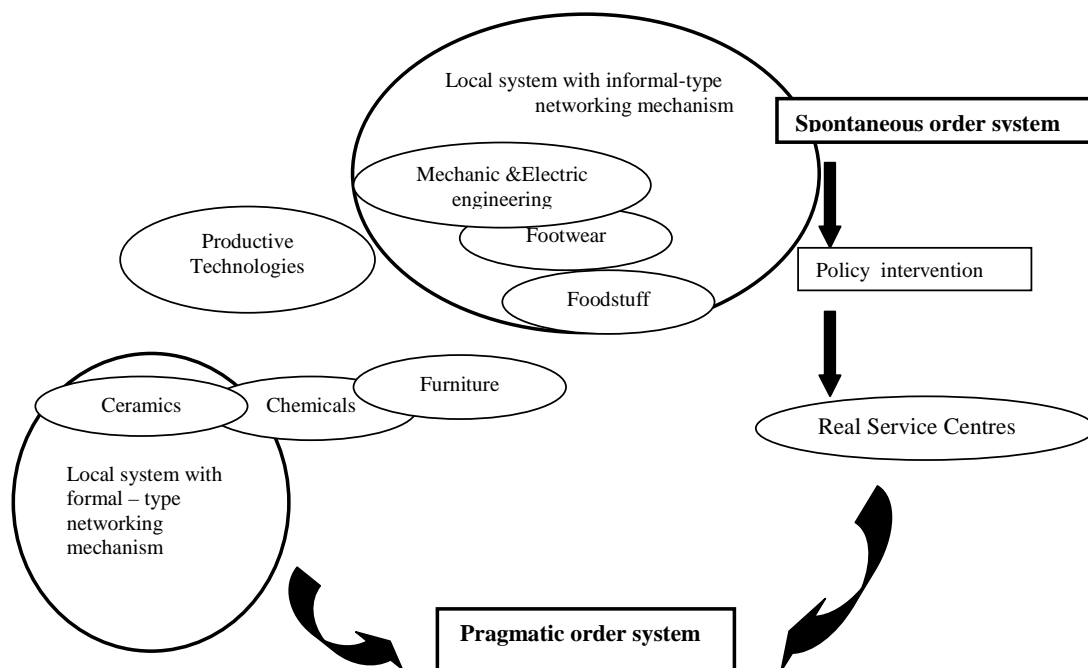 Local system with informal-type
networking mechanism
Spontaneous order system
Mechanic &Electric
engineering
Footwear
Productive
Technologies
Policy intervention
Foodstuff
Furniture
Ceramics
Chemicals
Real Service Centres
Local system with
formal – type
networking
mechanism
Pragmatic order system